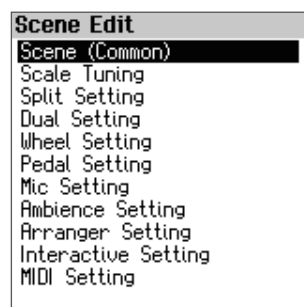 Scene Edit
Scene (Common)
Scale Tuning
Split Setting
Dual Setting
Wheel Setting
Pedal Setting
Mic Setting
Ambience Setting
Arranger Setting
Interactive Setting
MIDI Setting